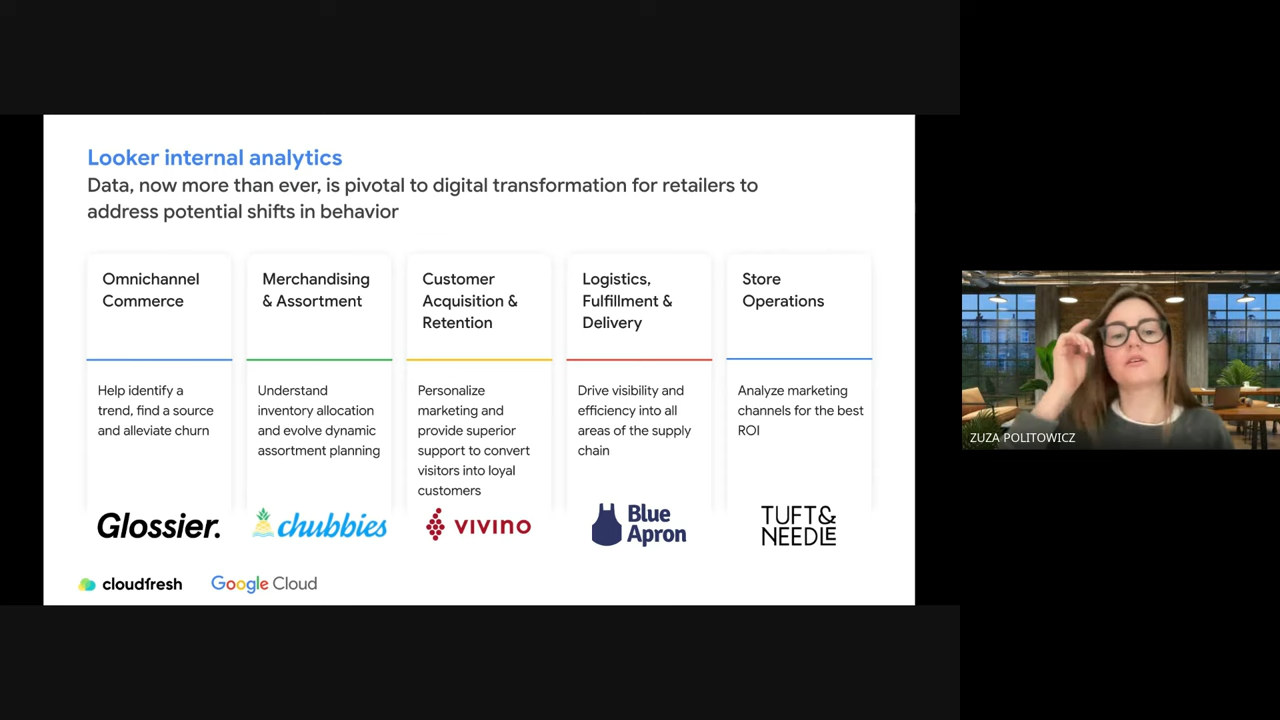 Looker internal analytics
Data, now more than ever, is pivotal to digital transformation for retailers to
address potential shifts in behavior
Omnichannel
Commerce
Help identify a
trend, find a source
and alleviate churn
Glossier.
Merchandising
& Assortment
Understand
inventory allocation
and evolve dynamic
assortment planning
chubbies
Customer
Acquisition &
Retention
Personalize
marketing and
provide superior
support to convert
visitors into loyal
customers
VIVINO
Logistics,
Fulfillment &
Delivery
Drive visibility and
efficiency into all
areas of the supply
chain
Blue
Apron
Store
Operations
Analyze marketing
channels for the best
ROI
TUFT&
NEEDLE
cloudfresh
Google Cloud
ZUZA POLITOWICZ